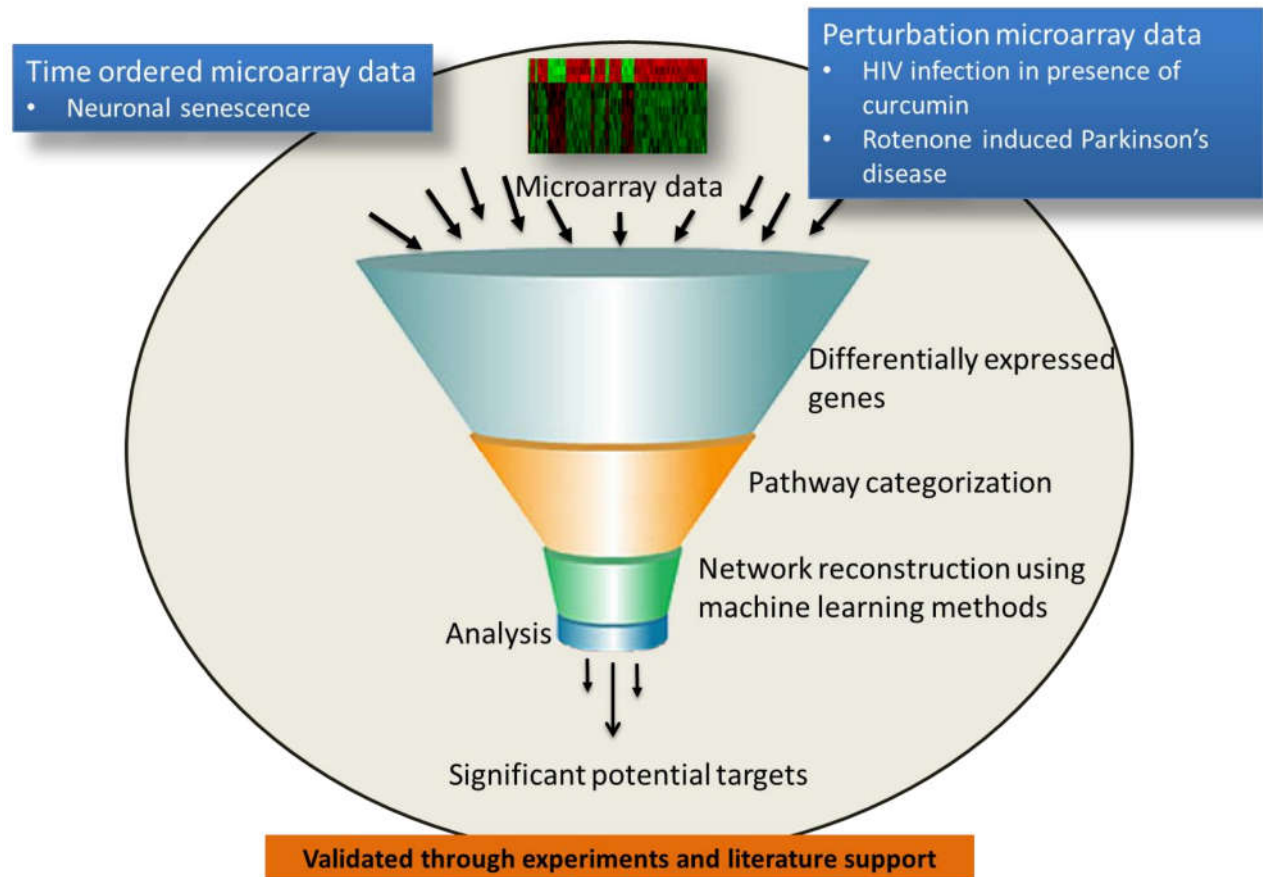 Time ordered microarray data
• Neuronal senescence
Perturbation microarray data
• HIV infection in presence of
curcumin
• Rotenone induced Parkinson's
disease
Microarray data
Differentially expressed
genes
Pathway categorization
Network reconstruction using
machine learning methods
Analysis
Significant potential targets
Validated through experiments and literature support